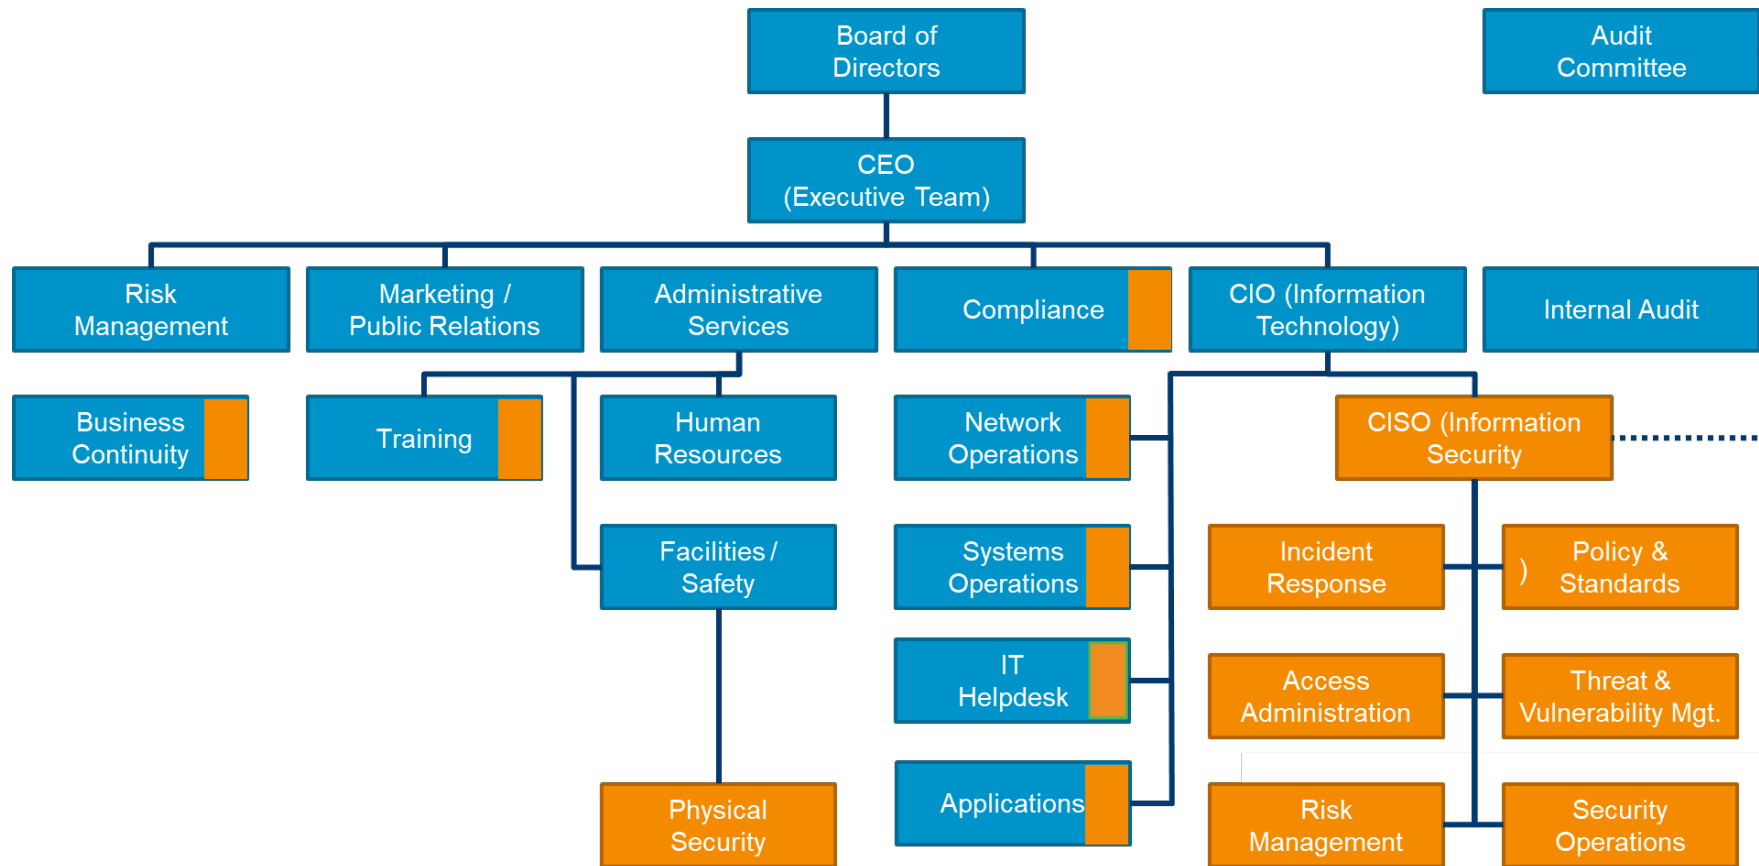 Board of
Directors
Audit
Committee
CEO
(Executive Team)
Risk
Management
Marketing /
Public Relations
Administrative
Services
Compliance
CIO (Information
Technology)
Internal Audit
Business
Continuity
Training
Human
Resources
Network
Operations
CISO (Information
Security
Facilities /
Safety
Systems
Operations
Incident
Response
)
Policy &
Standards
IT
Helpdesk
Access
Administration
Threat &
Vulnerability Mgt.
Physical
Security
Applications
Risk
Management
Security
Operations